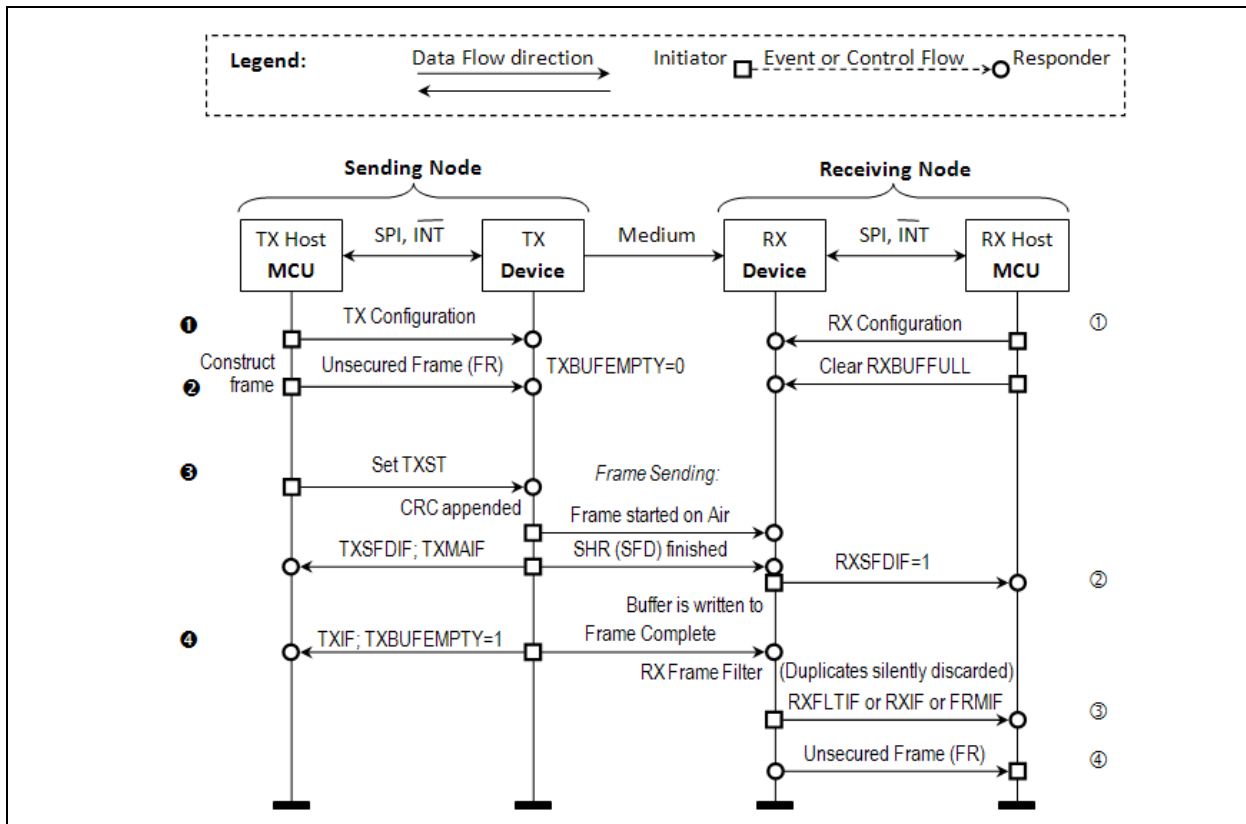 Legend: Data Flow direction Initiator Event or Control Flow Responder
Sending Node Receiving Node
TX Host MCU SPI, INT TX Device Medium RX Device SPI, INT RX Host MCU
❶ TX Configuration RX Configuration ①
Construct frame Unsecured Frame (FR) TXBUFEMPTY=0 Clear RXBUFFULL
❷
❸ Set TXST Frame Sending:
CRC appended Frame started on Air
TXSFDIF; TXMAIF SHR (SFD) finished RXSFDIF=1 ②
Buffer is written to
❹ TXIF; TXBUFEMPTY=1 Frame Complete
RX Frame Filter (Duplicates silently discarded)
RXFLTIF or RXIF or FRMIF ③
Unsecured Frame (FR) ④